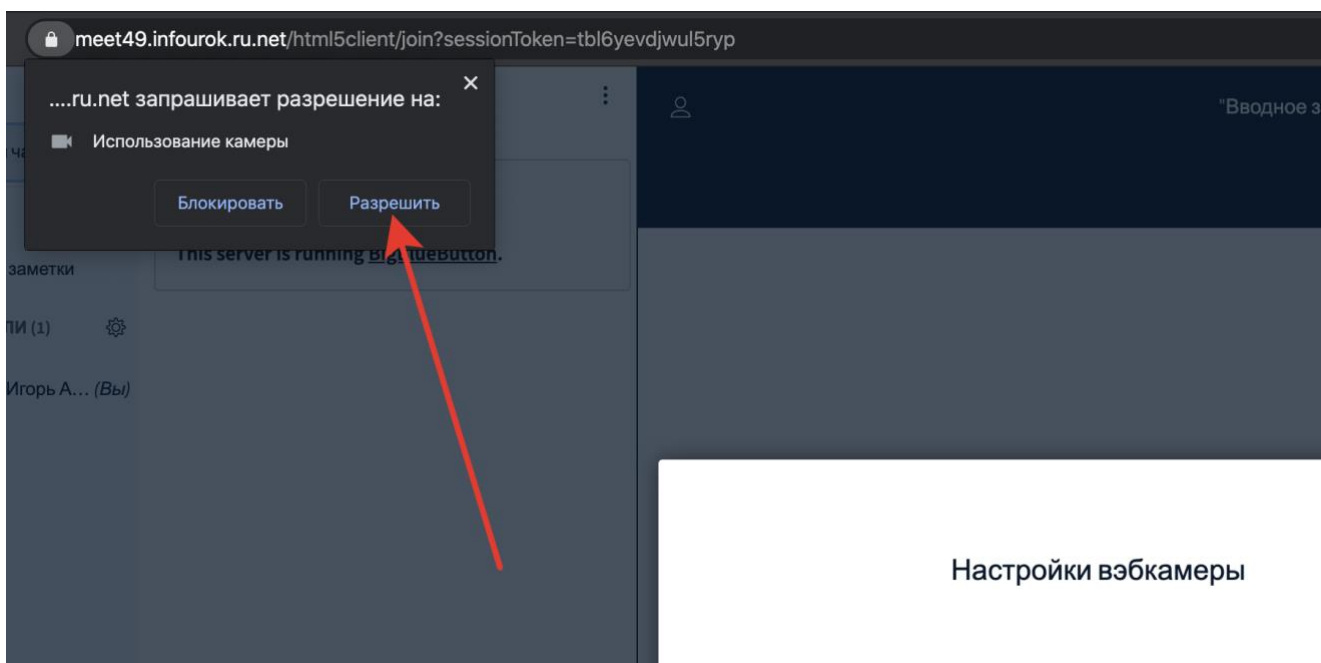 meet49.infourok.ru.net/html5client/join?sessionToken=tbl6yevdjwul5ryp
....ru.net запрашивает разрешение на:
Использование камеры
Блокировать
Разрешить
"Вводное
This server is running BigBlueButton.
заметки
(1)
Игорь А... (Вы)
Настройки вэбкамеры